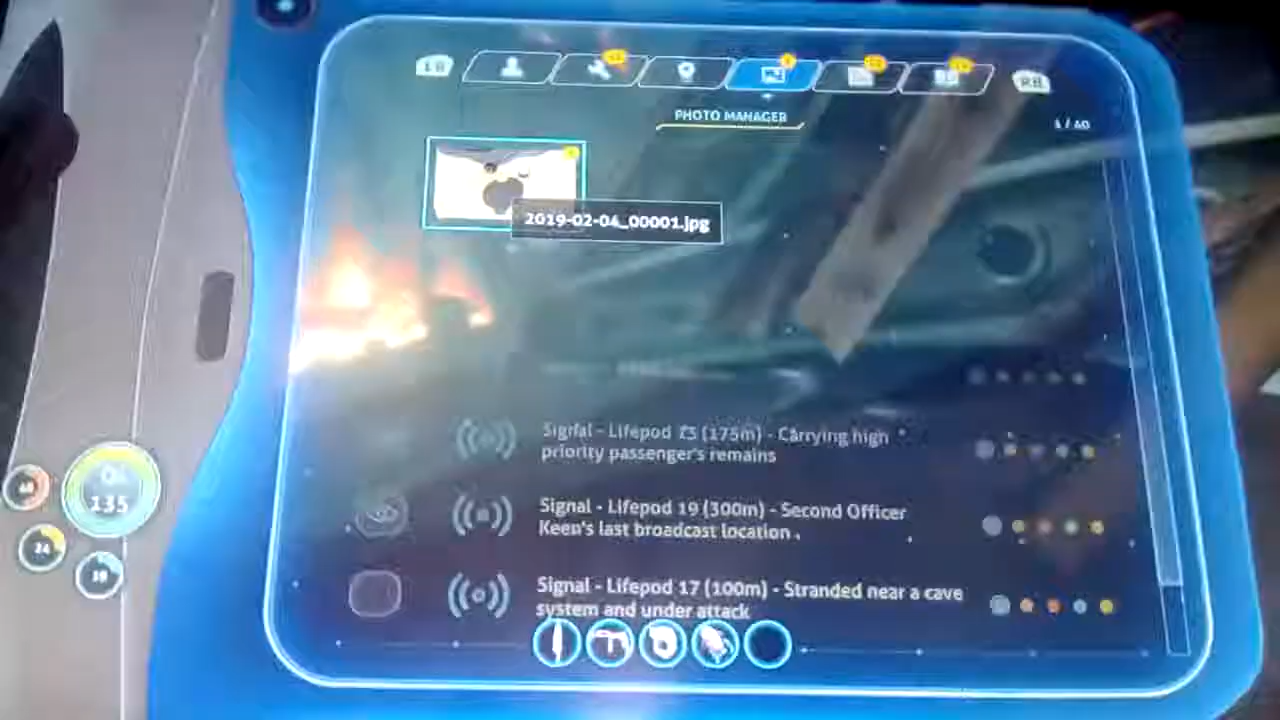 LB
RB
PHOTO MANAGER
1 / 40
2019-02-04_00001.jpg
Signal - Lifepod 13 (175m) - Carrying high
priority passenger's remains
Signal - Lifepod 19 (300m) - Second Officer
Keen's last broadcast location .
Signal - Lifepod 17 (100m) - Stranded near a cave
system and under attack
135